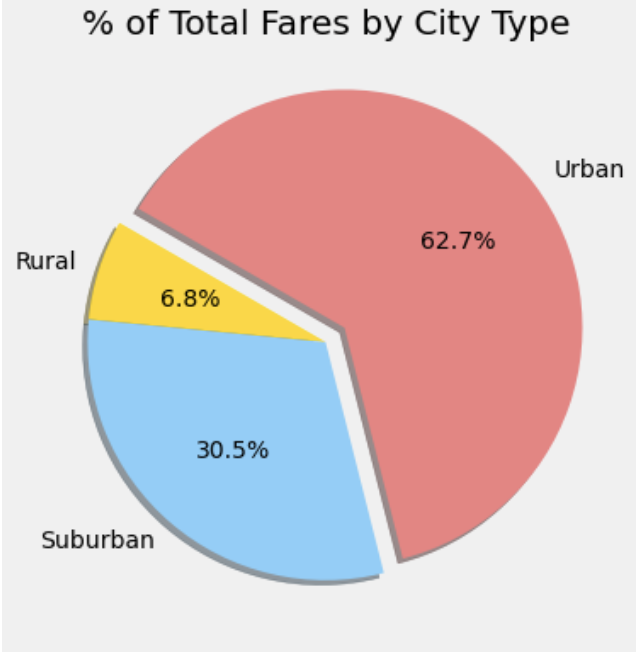 % of Total Fares by City Type
Urban
62.7%
Rural
6.8%
30.5%
Suburban